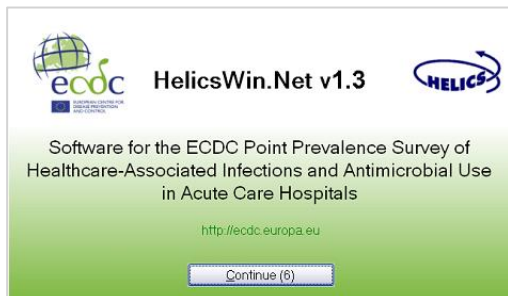 ecdc
EUROPEAN CENTRE FOR
DISEASE PREVENTION
AND CONTROL
HelicsWin.Net v1.3
HELICS
Software for the ECDC Point Prevalence Survey of
Healthcare-Associated Infections and Antimicrobial Use
in Acute Care Hospitals
http://ecdc.europa.eu
Continue (6)